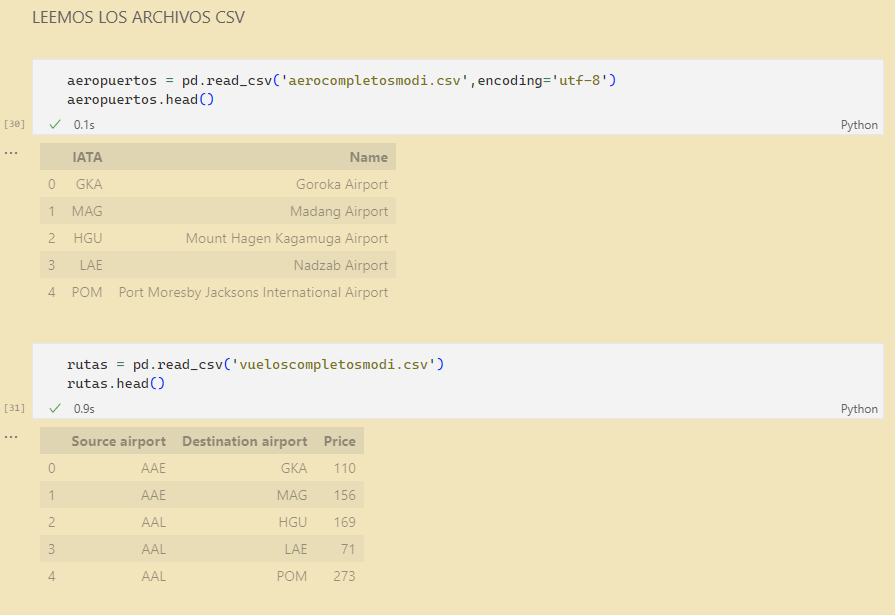 LEEMOS LOS ARCHIVOS CSV
aeropuertos = pd.read_csv('aerocompletosmodi.csv',encoding='utf-8')
aeropuertos.head()
[30] ✓ 0.1s Python
...
IATA Name
0 GKA Goroka Airport
1 MAG Madang Airport
2 HGU Mount Hagen Kagamuga Airport
3 LAE Nadzab Airport
4 POM Port Moresby Jacksons International Airport
rutas = pd.read_csv('vueloscompletosmodi.csv')
rutas.head()
[31] ✓ 0.9s Python
...
Source airport Destination airport Price
0 AAE GKA 110
1 AAE MAG 156
2 AAL HGU 169
3 AAL LAE 71
4 AAL POM 273